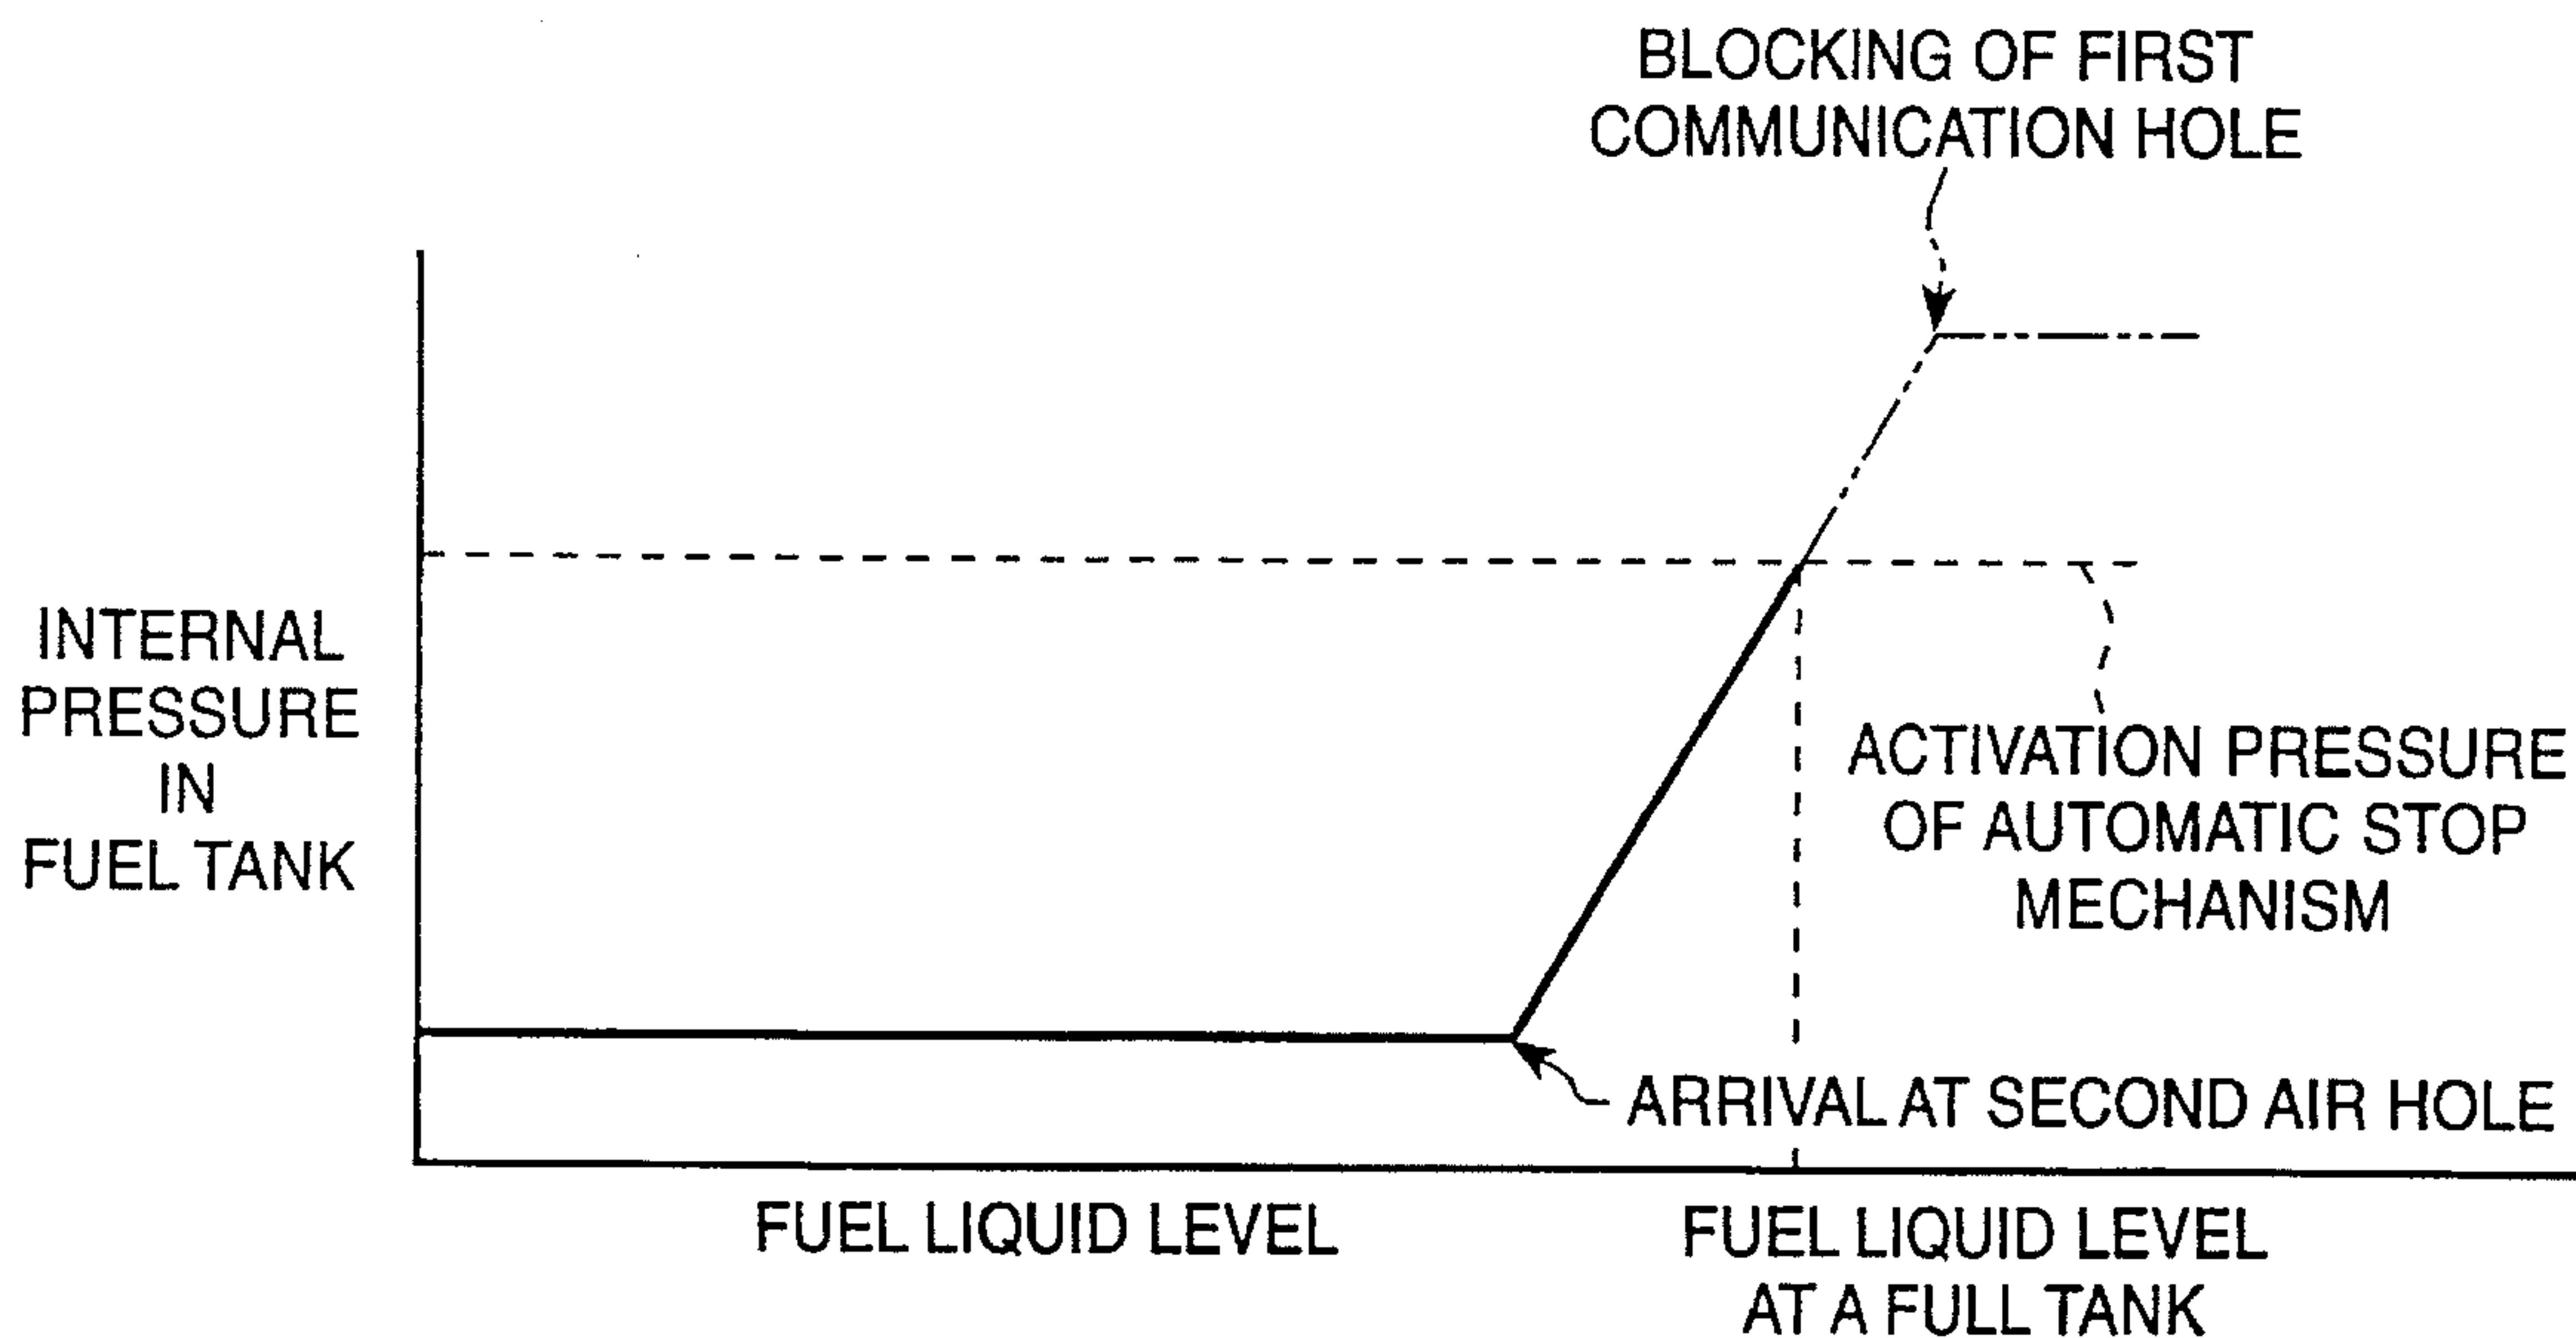 BLOCKING OF FIRST
COMMUNICATION HOLE
INTERNAL
PRESSURE
IN
FUEL TANK
ACTIVATION PRESSURE
OF AUTOMATIC STOP
MECHANISM
ARRIVAL AT SECOND AIR HOLE
FUEL LIQUID LEVEL
FUEL LIQUID LEVEL
AT A FULL TANK